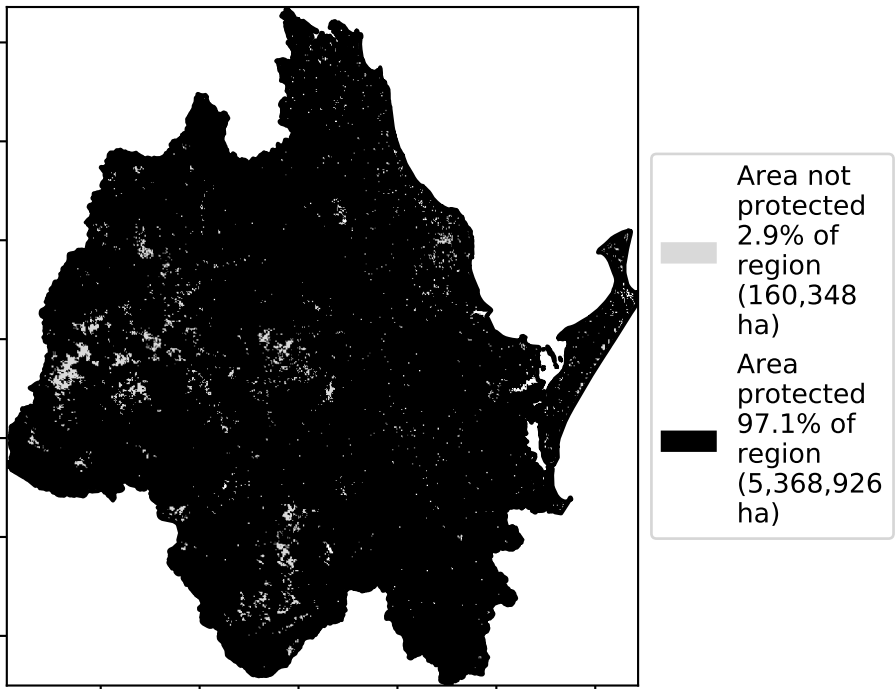 Area not
protected
2.9% of
region
(160,348
ha)
Area
protected
97.1% of
region
(5,368,926
ha)